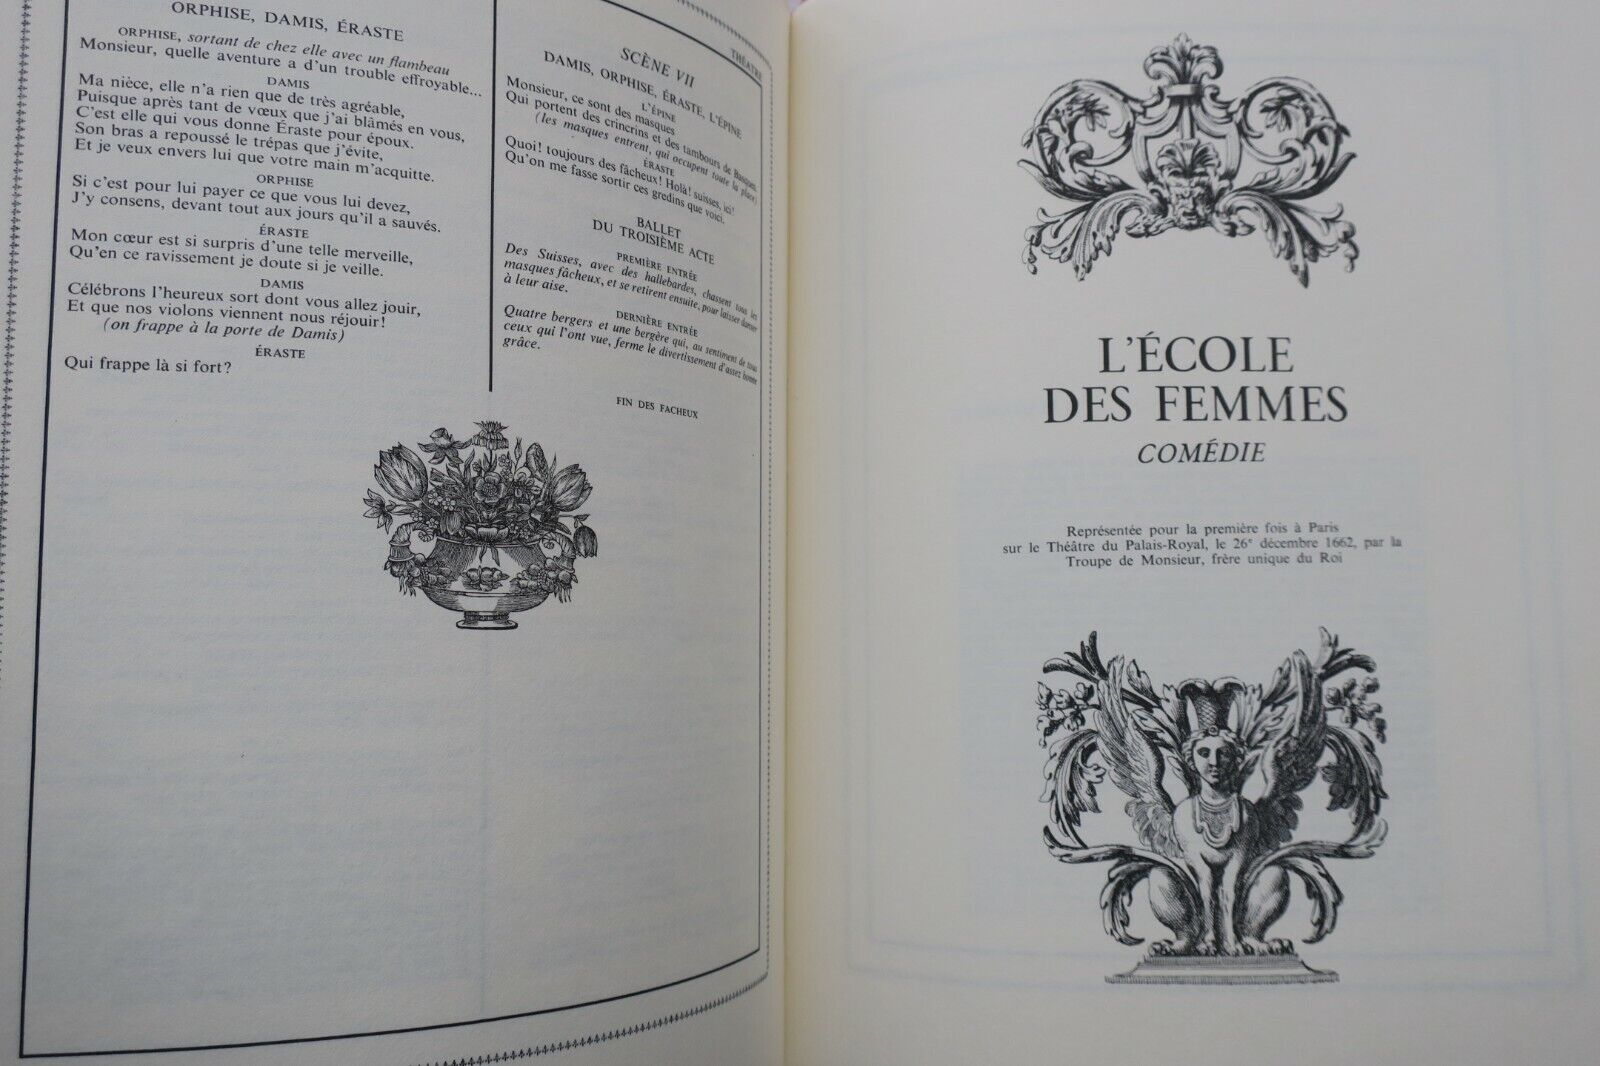 ORPHISE, DAMIS, ÉRASTE
ORPHISE, sortant de chez elle avec un flambeau
Monsieur, quelle aventure a d'un trouble effroyable...
DAMIS
Ma nièce, elle n'a rien que de très agréable,
Puisque après tant de vœux que j'ai blâmés en vous,
C'est elle qui vous donne Éraste pour époux.
Son bras a repoussé le trépas que j'évite,
Et je veux envers lui que votre main m'acquitte.
ORPHISE
Si c'est pour lui payer ce que vous lui devez,
J'y consens, devant tout aux jours qu'il a sauvés.
ÉRASTE
Mon cœur est si surpris d'une telle merveille,
Qu'en ce ravissement je doute si je veille.
DAMIS
Célébrons l'heureux sort dont vous allez jouir,
Et que nos violons viennent nous réjouir!
(on frappe à la porte de Damis)
ÉRASTE
Qui frappe là si fort?
THÉATRE
SCÈNE VII
DAMIS, ORPHISE, ÉRASTE, L'ÉPINE
L'ÉPINE
Monsieur, ce sont des masques
Qui portent des crincrins et des tambours de Basques.
(les masques entrent, qui occupent toute la place)
ÉRASTE
Quoi! toujours des fâcheux! Holà! suisses, ici!
Qu'on me fasse sortir ces gredins que voici.
BALLET
DU TROISIÈME ACTE
PREMIÈRE ENTRÉE
Des Suisses, avec des hallebardes, chassent tous les
masques fâcheux, et se retirent ensuite, pour laisser danser
à leur aise.
DERNIÈRE ENTRÉE
Quatre bergers et une bergère qui, au sentiment de tous
ceux qui l'ont vue, ferme le divertissement d'assez bonne
grâce.
FIN DES FACHEUX
L'ÉCOLE
DES FEMMES
COMÉDIE
Représentée pour la première fois à Paris
sur le Théâtre du Palais-Royal, le 26e décembre 1662, par la
Troupe de Monsieur, frère unique du Roi